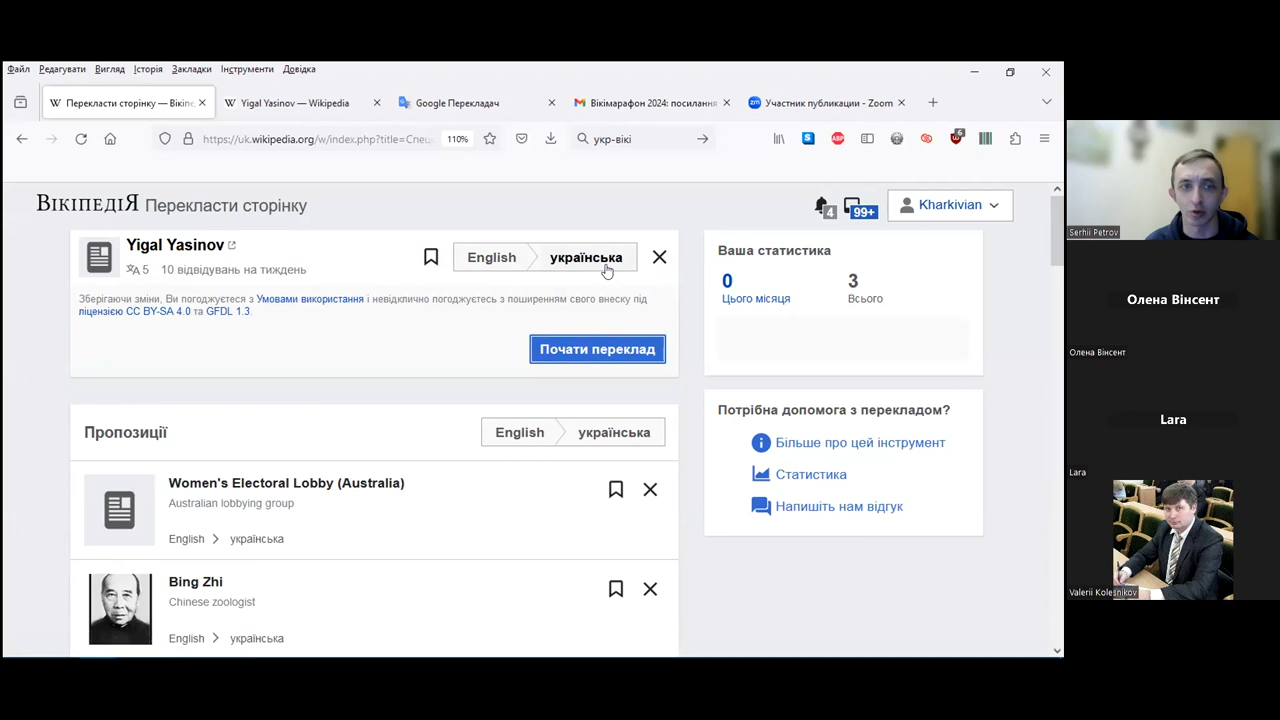 Файл Редагувати Вигляд Історія Закладки Інструменти Довідка
Перекласти сторінку — Вікіпе
Yigal Yasinov — Wikipedia
Google Перекладач
Вікімарафон 2024: посилання
Участник публикации - Zoom
https://uk.wikipedia.org/w/index.php?title=Спец
110%
укр-вікі
6
ВікіпедіЯ Перекласти сторінку
4
99+
Kharkivian
Yigal Yasinov
5 10 відвідувань на тиждень
English українська
Зберігаючи зміни, Ви погоджуєтеся з Умовами використання і невідклично погоджуєтесь з поширенням свого внеску під
ліцензією CC BY-SA 4.0 та GFDL 1.3.
Почати переклад
Ваша статистика
0 3
Цього місяця Всього
Потрібна допомога з перекладом?
Більше про цей інструмент
Статистика
Напишіть нам відгук
Пропозиції
English українська
Women's Electoral Lobby (Australia)
Australian lobbying group
English українська
Bing Zhi
Chinese zoologist
English українська
Serhii Petrov
Олена Вінсент
Олена Вінсент
Lara
Lara
Valerii Kolesnikov